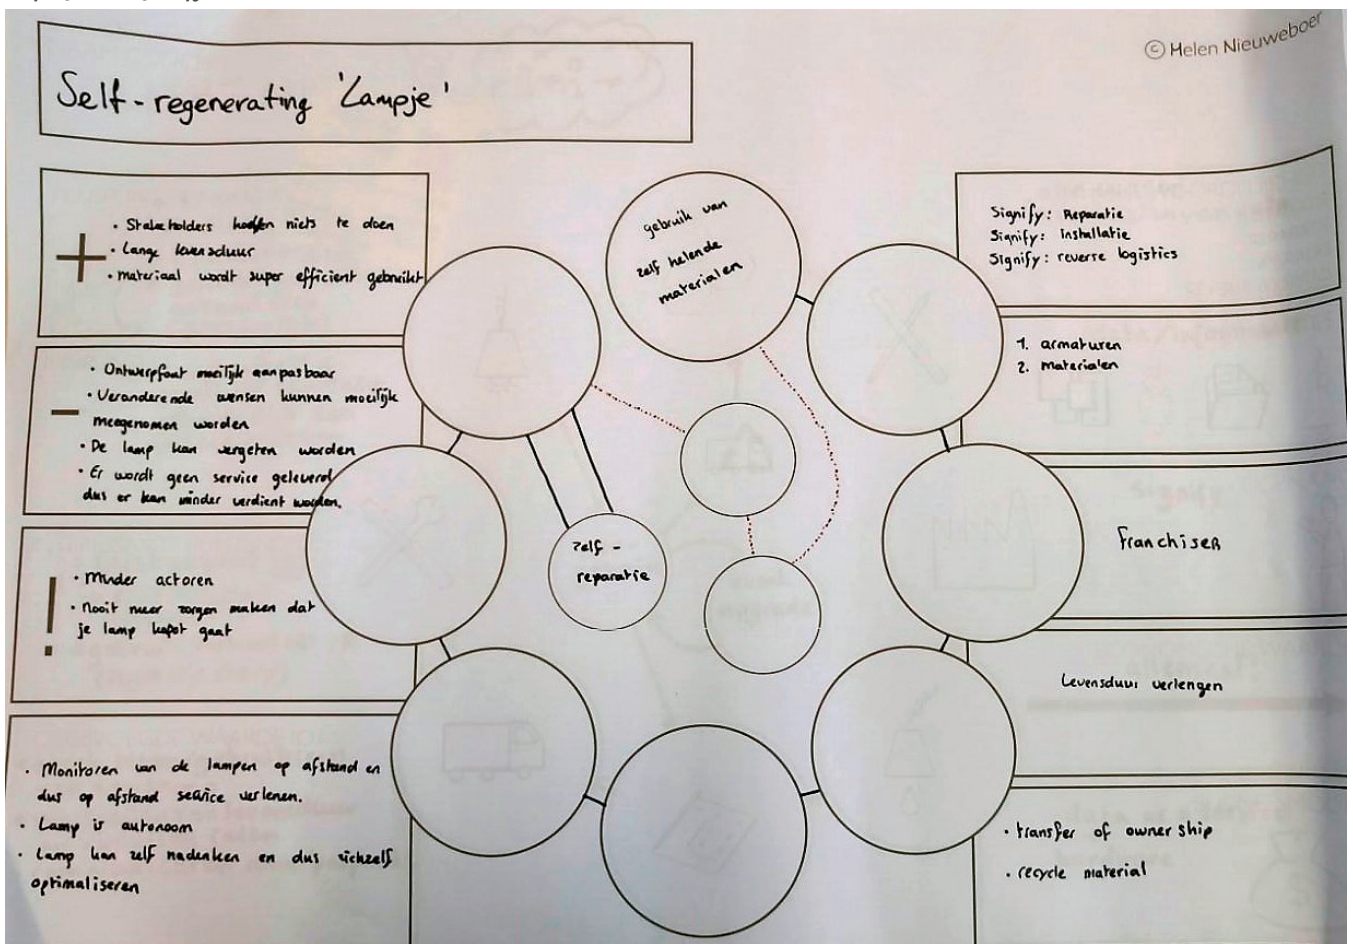 © Helen Nieuweboer
Self-regenerating 'Lampje'
+
• Stakeholders hoeven niets te doen
• Lange levensduur
• materiaal wordt super efficient gebruikt
-
• Ontwerpfout moeilijk aanpasbaar
• Veranderende wensen kunnen moeilijk
meegenomen worden
• De lamp kan vergeten worden
• Er wordt geen service geleverd
dus er kan minder verdient worden.
!
• Minder actoren
• Nooit meer zorgen maken dat
je lamp kapot gaat
• Monitoren van de lampen op afstand en
dus op afstand service verlenen.
• Lamp is autonoom
• Lamp kan zelf nadenken en dus zichzelf
optimaliseren
gebruik van
zelf helende
materialen
zelf-
reparatie
Signify: Reparatie
Signify: installatie
Signify: reverse logistics
1. armaturen
2. materialen
franchiser
Levensduur verlengen
• transfer of ownership
• recycle material